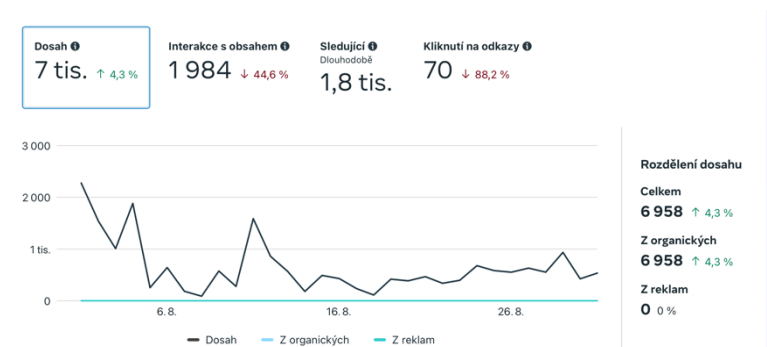 Dosah
Interakce s obsahem
Sledující
Kliknutí na odkazy
Dlouhodobě
7 tis. ↑ 4,3 %
1 984 ↓ 44,6 %
1,8 tis.
70 ↓ 88,2 %
3 000
2 000
1 tis.
0
6. 8.
16. 8.
26. 8.
Dosah
Z organických
Z reklam
Rozdělení dosahu
Celkem
6 958 ↑ 4,3 %
Z organických
6 958 ↑ 4,3 %
Z reklam
0 0 %